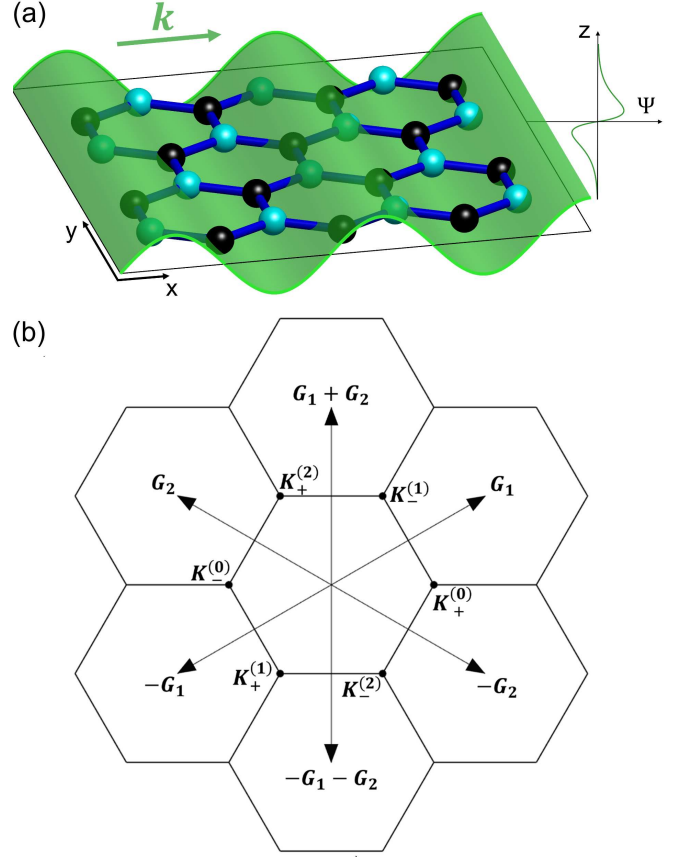 (a)
k
z
Ψ
y
x
(b)
G₁ + G₂
K₊⁽²⁾
K₋⁽¹⁾
G₂
G₁
K₋⁽⁰⁾
K₊⁽⁰⁾
K₊⁽¹⁾
K₋⁽²⁾
−G₁
−G₂
−G₁ − G₂